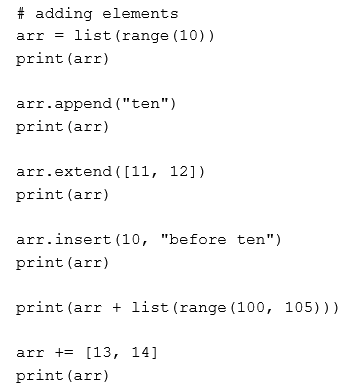 # adding elements
arr = list(range(10))
print(arr)
arr.append("ten")
print(arr)
arr.extend([11, 12])
print(arr)
arr.insert(10, "before ten")
print(arr)
print(arr + list(range(100, 105)))
arr += [13, 14]
print(arr)